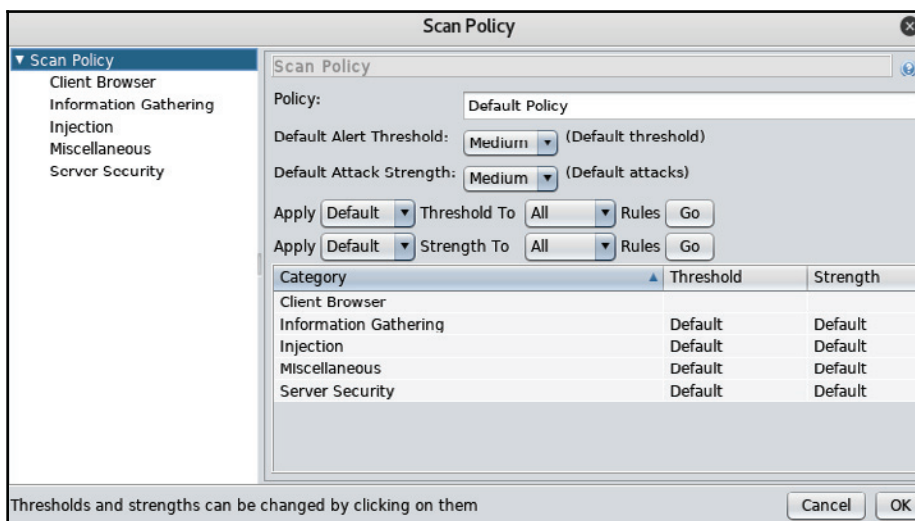 Scan Policy
▼ Scan Policy
Client Browser
Information Gathering
Injection
Miscellaneous
Server Security
Scan Policy
Policy: Default Policy
Default Alert Threshold: Medium (Default threshold)
Default Attack Strength: Medium (Default attacks)
Apply Default Threshold To All Rules Go
Apply Default Strength To All Rules Go
Category Threshold Strength
Client Browser
Information Gathering Default Default
Injection Default Default
MIscellaneous Default Default
Server Security Default Default
Thresholds and strengths can be changed by clicking on them Cancel OK